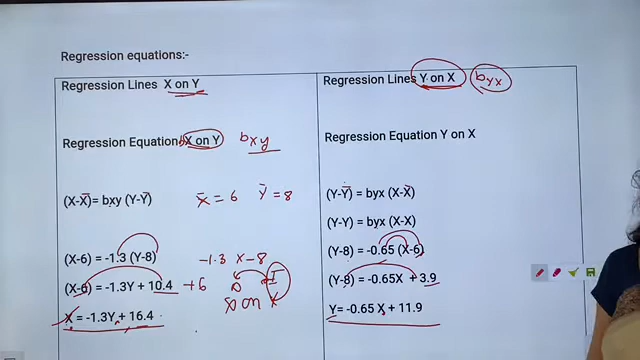 Regression equations:-
Regression Lines X on Y
Regression Equation X on Y bxy
(X-X̄)= bxy (Y-Ȳ) X̄ = 6 Ȳ = 8
(X-6) = -1.3 (Y-8) -1.3 X -8
(X-6) = -1.3Y + 10.4 +6 D I
X = -1.3Y + 16.4 X on Y
Regression Lines Y on X byx
Regression Equation Y on X
(Y-Ȳ) = byx (X-X̄)
(Y-Y) = byx (X-X)
(Y-8) = -0.65 (X-6)
(Y-8) = -0.65X + 3.9
Y= -0.65 X + 11.9